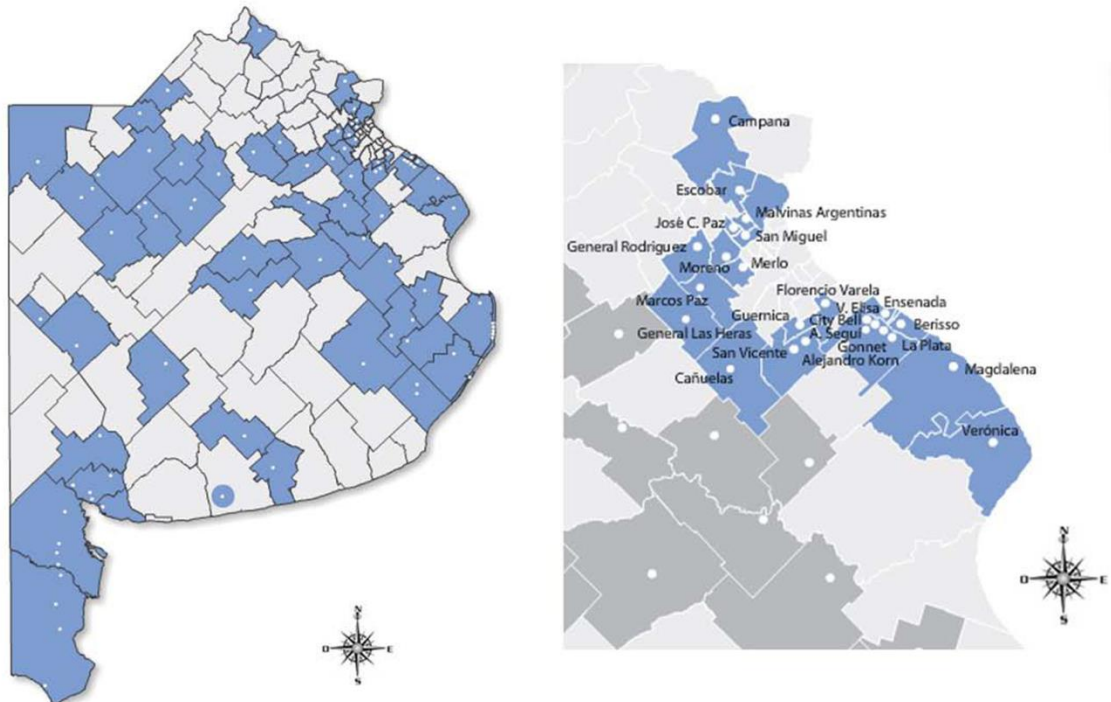 Campana
Escobar
Malvinas Argentinas
José C. Paz
San Miguel
General Rodriguez
Moreno
Merlo
Marcos Paz
Florencio Varela
Ensenada
V. Elisa
Guernica
City Bell
Berisso
General Las Heras
A. Seguí
Gonnet
La Plata
San Vicente
Alejandro Korn
Cañuelas
Magdalena
Verónica
N
O E
S
N
O E
S